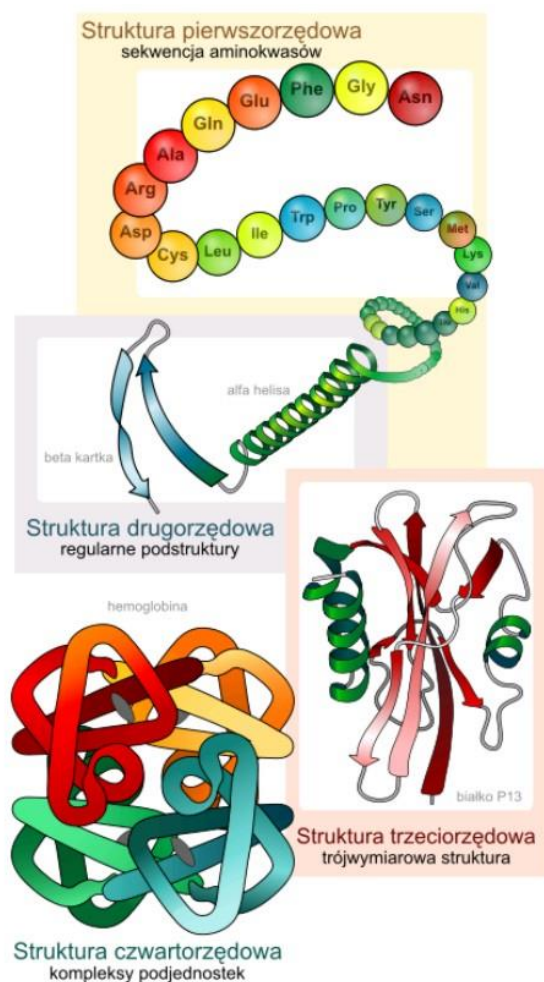 Struktura pierwszorzędowa
sekwencja aminokwasów
Asn
Gly
Phe
Glu
Gln
Ala
Arg
Asp
Cys
Leu
Ile
Trp
Pro
Tyr
Ser
Met
Lys
Val
His
alfa helisa
beta kartka
Struktura drugorzędowa
regularne podstruktury
hemoglobina
białko P13
Struktura trzeciorzędowa
trójwymiarowa struktura
Struktura czwartorzędowa
kompleksy podjednostek